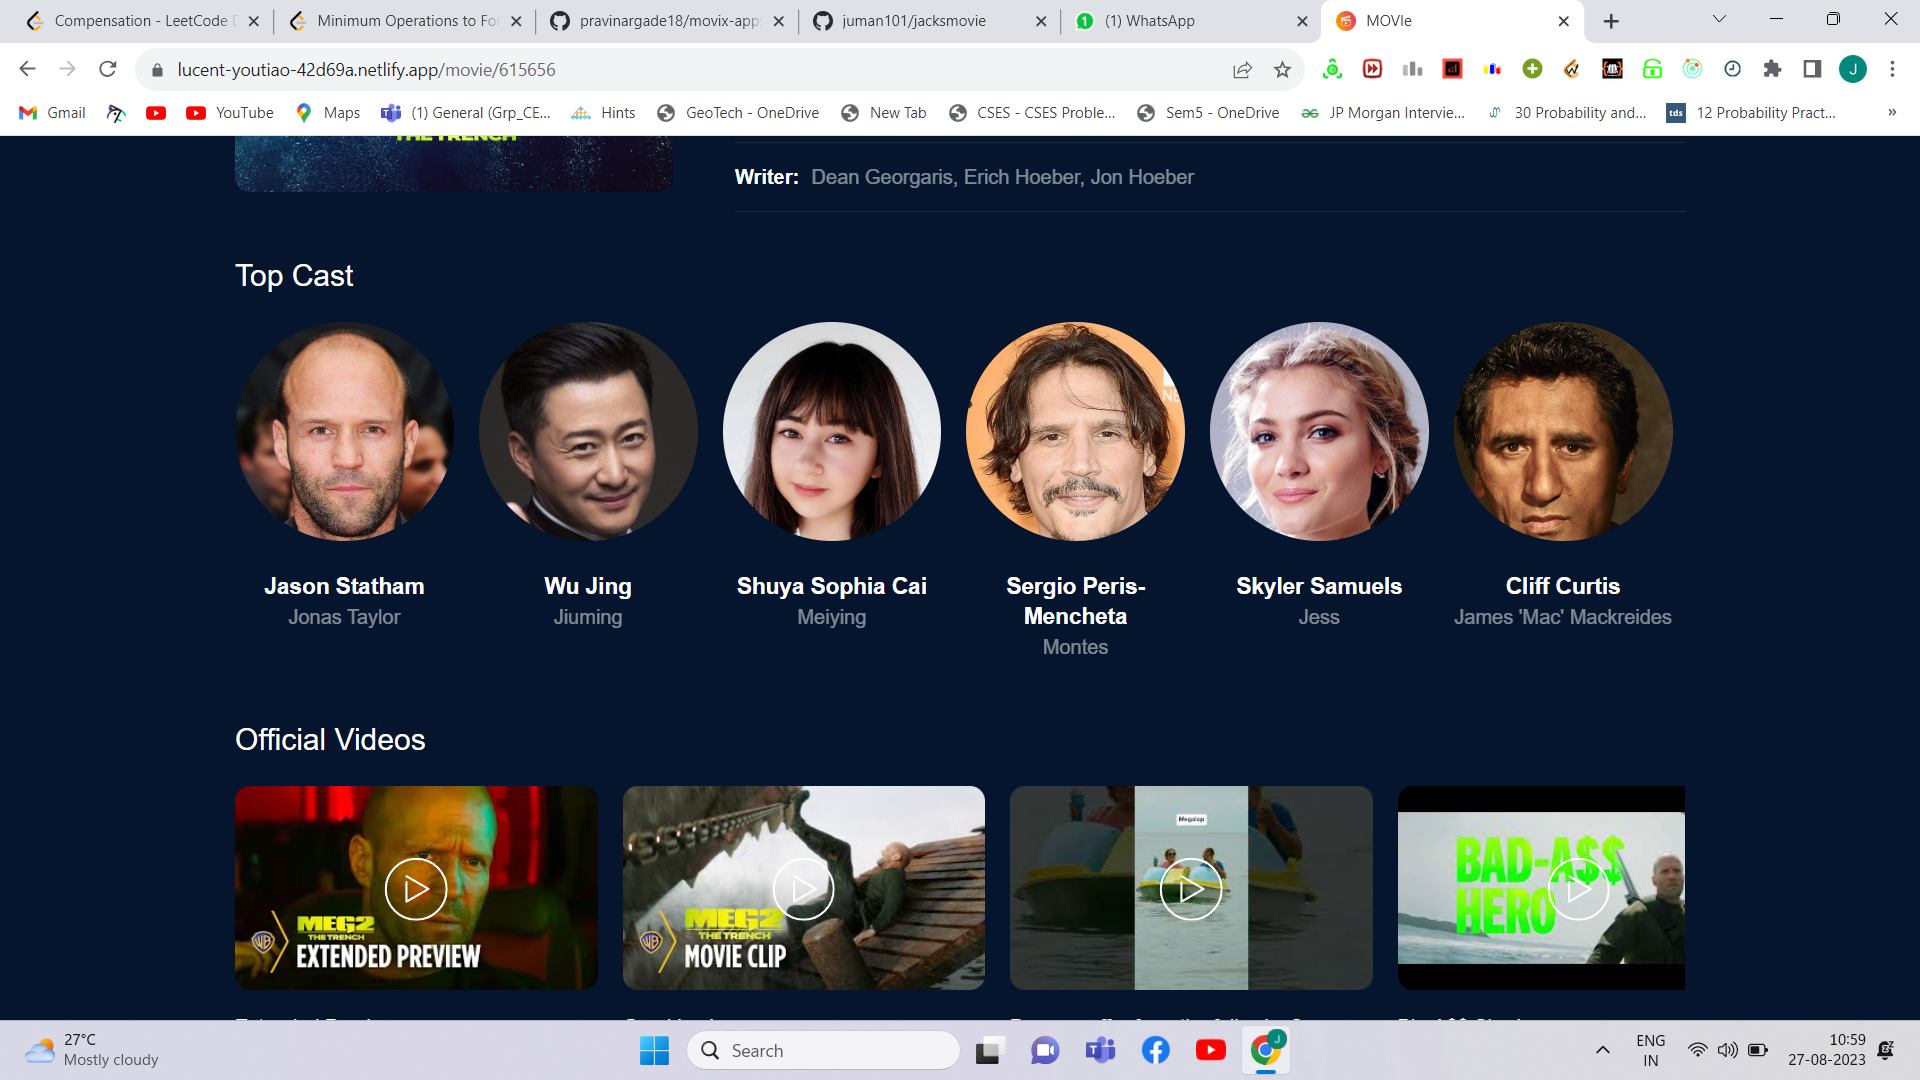 Compensation - LeetCode D
Minimum Operations to For
pravinargade18/movix-app:
juman101/jacksmovie
(1) WhatsApp
MOVIe
lucent-youtiao-42d69a.netlify.app/movie/615656
J
Gmail
YouTube
Maps
(1) General (Grp_CE...
Hints
GeoTech - OneDrive
New Tab
CSES - CSES Proble...
Sem5 - OneDrive
JP Morgan Intervie...
30 Probability and...
tds
12 Probability Pract...
»
THE TRENCH
Writer: Dean Georgaris, Erich Hoeber, Jon Hoeber
Top Cast
Jason Statham
Jonas Taylor
Wu Jing
Jiuming
Shuya Sophia Cai
Meiying
Sergio Peris-
Mencheta
Montes
Skyler Samuels
Jess
Cliff Curtis
James 'Mac' Mackreides
Official Videos
MEG2
THE TRENCH
EXTENDED PREVIEW
MEG2
THE TRENCH
MOVIE CLIP
Megalop
BAD-A$$
HERO
27°C
Mostly cloudy
Search
J
ENG
IN
10:59
27-08-2023